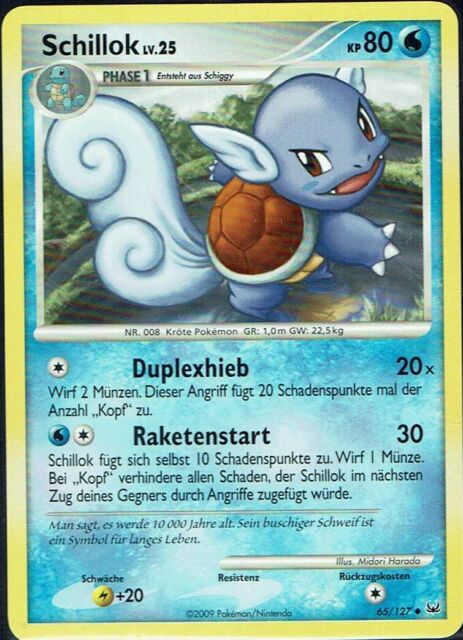 Schillok LV.25 KP 80
PHASE 1 Entsteht aus Schiggy
NR. 008 Kröte Pokémon GR: 1,0m GW: 22,5kg
Duplexhieb 20x
Wirf 2 Münzen. Dieser Angriff fügt 20 Schadenspunkte mal der
Anzahl „Kopf" zu.
Raketenstart 30
Schillok fügt sich selbst 10 Schadenspunkte zu. Wirf 1 Münze.
Bei „Kopf" verhindere allen Schaden, der Schillok im nächsten
Zug deines Gegners durch Angriffe zugefügt würde.
Man sagt, es werde 10 000 Jahre alt. Sein buschiger Schweif ist
ein Symbol für langes Leben.
Illus. Midori Harada
Schwäche Resistenz Rückzugskosten
+20
©2009 Pokémon/Nintendo 65/127